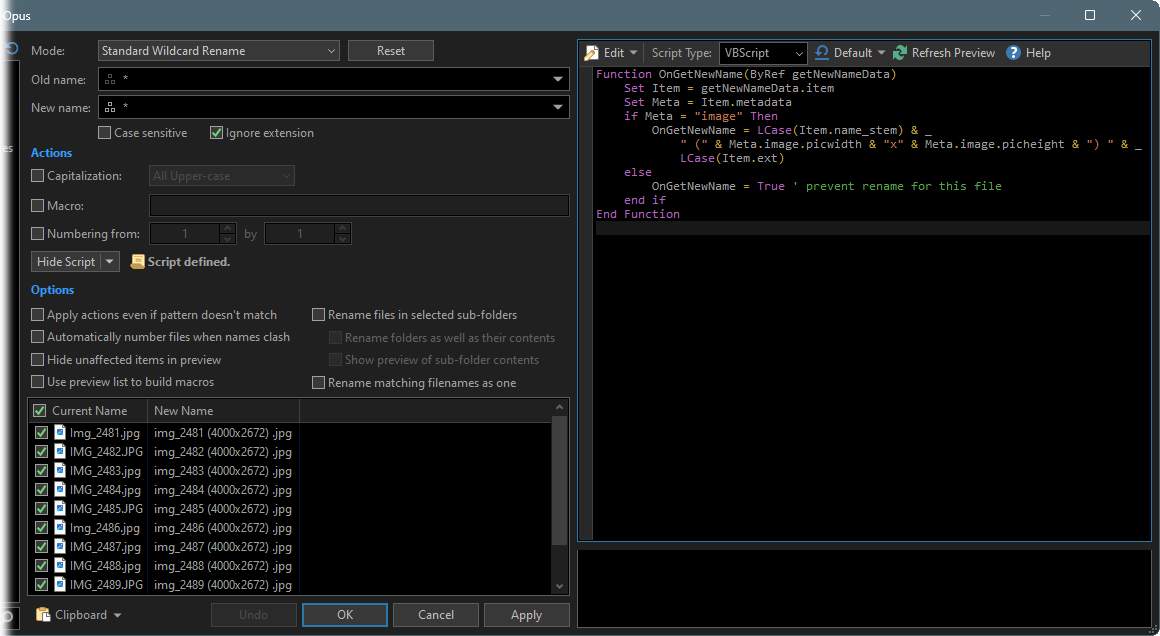 Opus
Mode:
Standard Wildcard Rename
Reset
Old name:
*
New name:
*
Case sensitive
Ignore extension
Actions
Capitalization:
All Upper-case
Macro:
Numbering from:
1
by
1
Hide Script
Script defined.
Options
Apply actions even if pattern doesn't match
Rename files in selected sub-folders
Automatically number files when names clash
Rename folders as well as their contents
Hide unaffected items in preview
Show preview of sub-folder contents
Use preview list to build macros
Rename matching filenames as one
Current Name New Name
Img_2481.jpg img_2481 (4000x2672) .jpg
IMG_2482.JPG img_2482 (4000x2672) .jpg
IMG_2483.jpg img_2483 (4000x2672) .jpg
IMG_2484.jpg img_2484 (4000x2672) .jpg
IMG_2485.JPG img_2485 (4000x2672) .jpg
Img_2486.jpg img_2486 (4000x2672) .jpg
IMG_2487.jpg img_2487 (4000x2672) .jpg
IMG_2488.jpg img_2488 (4000x2672) .jpg
IMG_2489.JPG img_2489 (4000x2672) .jpg
Clipboard
Undo
OK
Cancel
Apply
Edit
Script Type:
VBScript
Default
Refresh Preview
Help
Function OnGetNewName(ByRef getNewNameData)
Set Item = getNewNameData.item
Set Meta = Item.metadata
if Meta = "image" Then
OnGetNewName = LCase(Item.name_stem) & _
" (" & Meta.image.picwidth & "x" & Meta.image.picheight & ") " & _
LCase(Item.ext)
else
OnGetNewName = True ' prevent rename for this file
end if
End Function
es